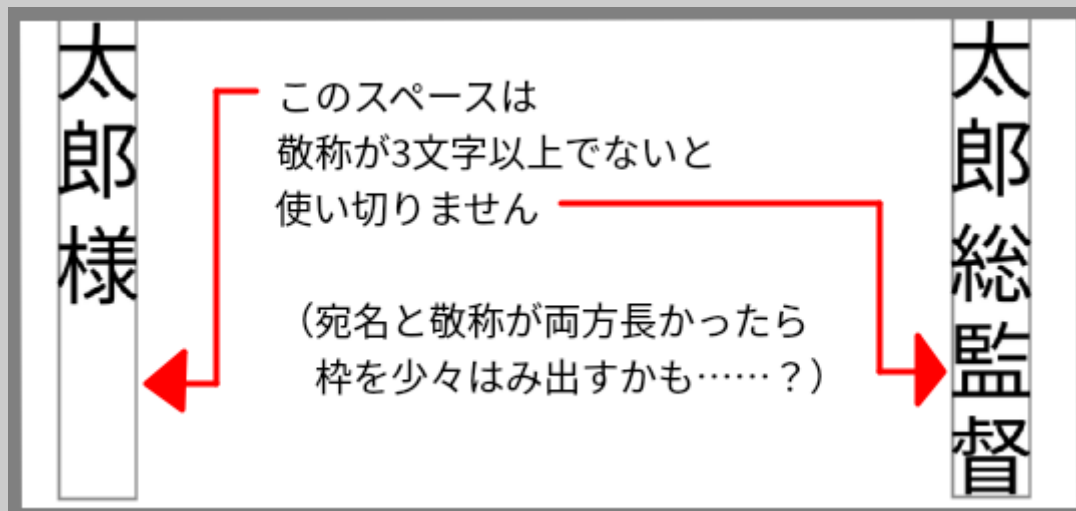 太郎様
このスペースは
敬称が3文字以上でないと
使い切りません
（宛名と敬称が両方長かったら
枠を少々はみ出すかも……？）
太郎総監督